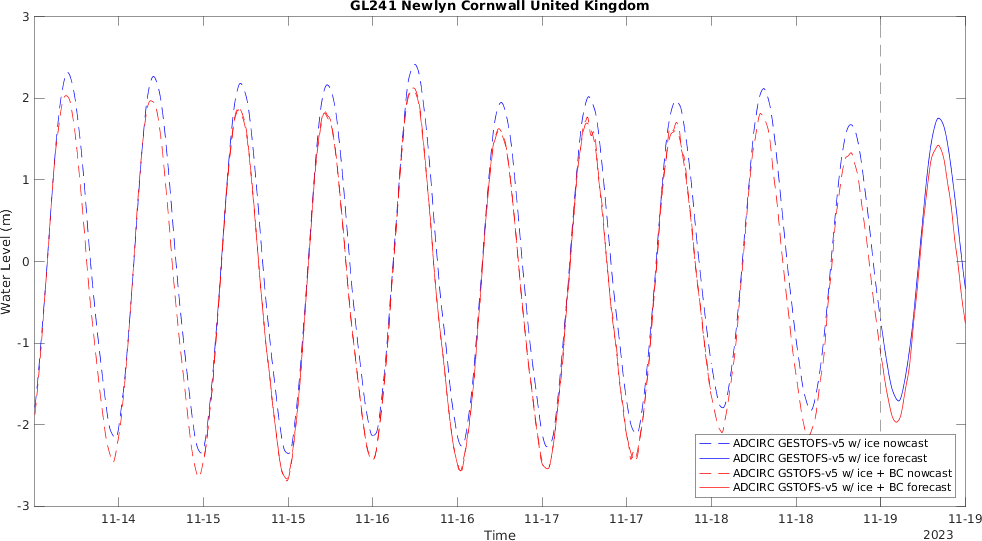 GL241 Newlyn Cornwall United Kingdom
3
2
1
0
-1
-2
-3
Water Level (m)
ADCIRC GESTOFS-v5 w/ ice nowcast
ADCIRC GESTOFS-v5 w/ ice forecast
ADCIRC GSTOFS-v5 w/ ice + BC nowcast
ADCIRC GSTOFS-v5 w/ ice + BC forecast
11-14 11-15 11-15 11-16 11-16 11-17 11-17 11-18 11-18 11-19 11-19
Time
2023